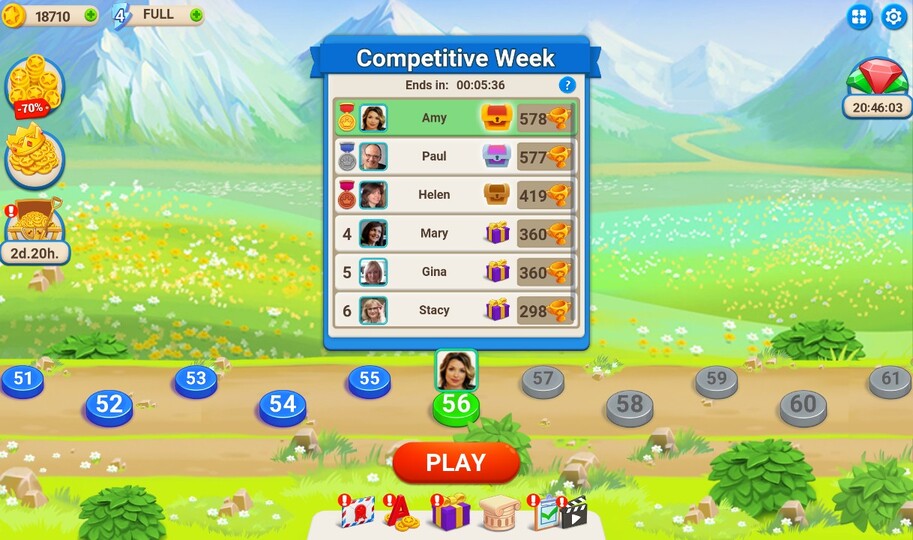 18710
4 FULL
Competitive Week
Ends in: 00:05:36 ?
-70%
20:46:03
Amy 578
Paul 577
Helen 419
4 Mary 360
5 Gina 360
6 Stacy 298
!
2d.20h.
51 53 55 57 59 61
52 54 56 58 60
PLAY
! ! A ! ! !